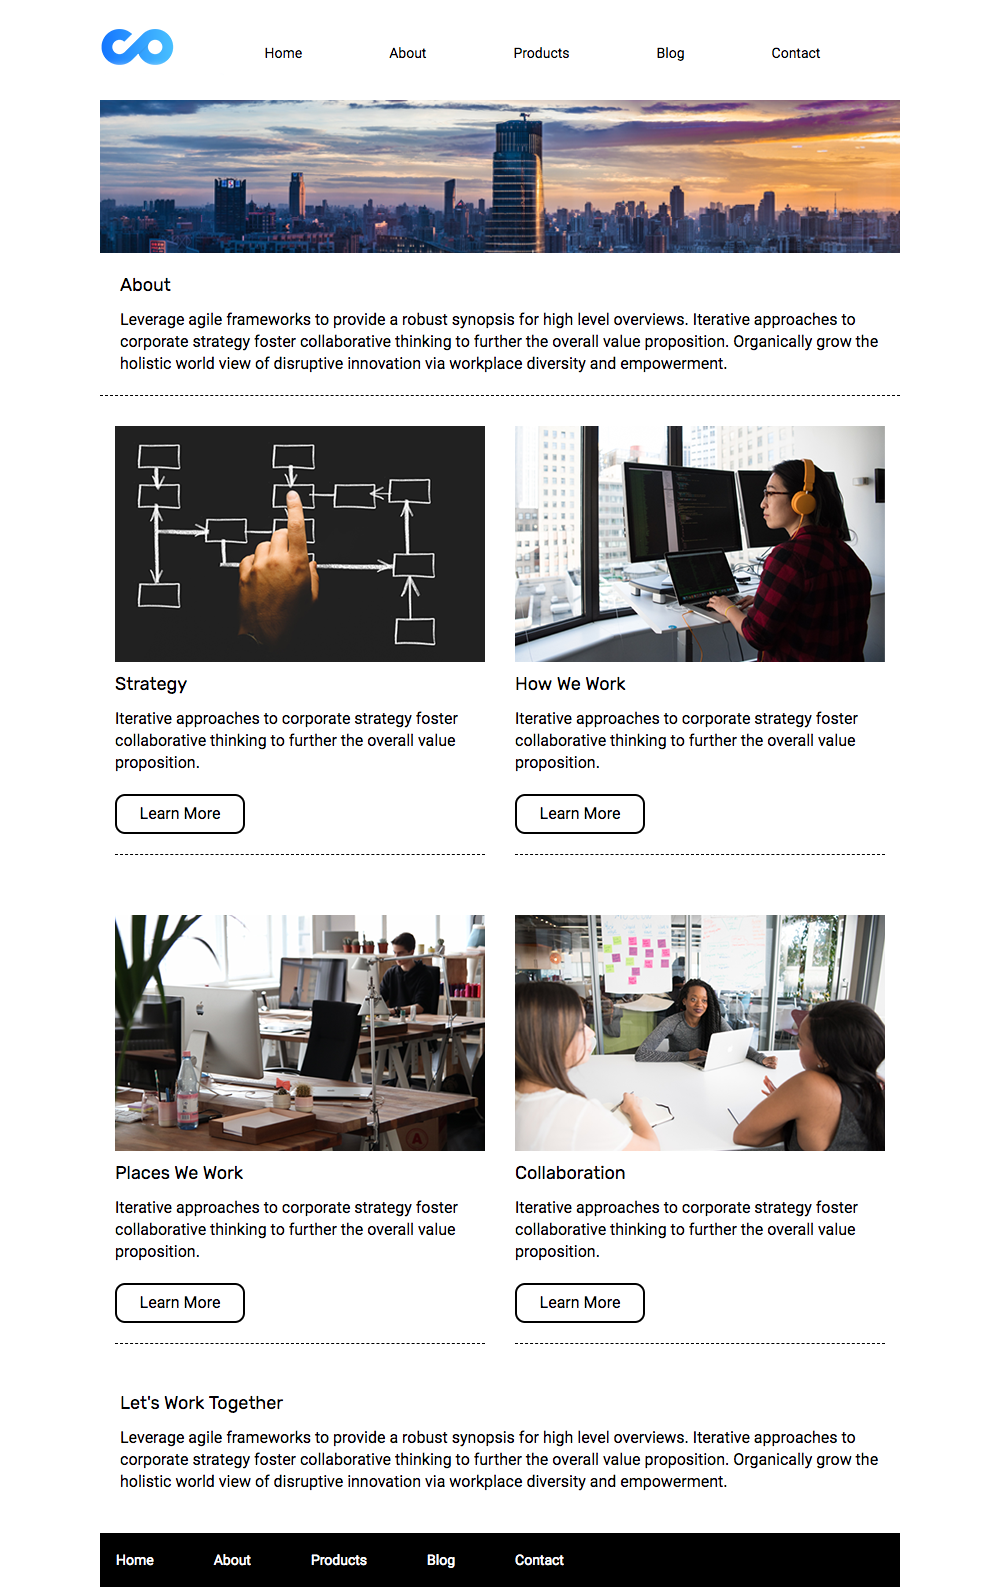 Home
About
Products
Blog
Contact
About
Leverage agile frameworks to provide a robust synopsis for high level overviews. Iterative approaches to
corporate strategy foster collaborative thinking to further the overall value proposition. Organically grow the
holistic world view of disruptive innovation via workplace diversity and empowerment.
Strategy
Iterative approaches to corporate strategy foster
collaborative thinking to further the overall value
proposition.
Learn More
How We Work
Iterative approaches to corporate strategy foster
collaborative thinking to further the overall value
proposition.
Learn More
Places We Work
Iterative approaches to corporate strategy foster
collaborative thinking to further the overall value
proposition.
Learn More
Collaboration
Iterative approaches to corporate strategy foster
collaborative thinking to further the overall value
proposition.
Learn More
Let's Work Together
Leverage agile frameworks to provide a robust synopsis for high level overviews. Iterative approaches to
corporate strategy foster collaborative thinking to further the overall value proposition. Organically grow the
holistic world view of disruptive innovation via workplace diversity and empowerment.
Home
About
Products
Blog
Contact